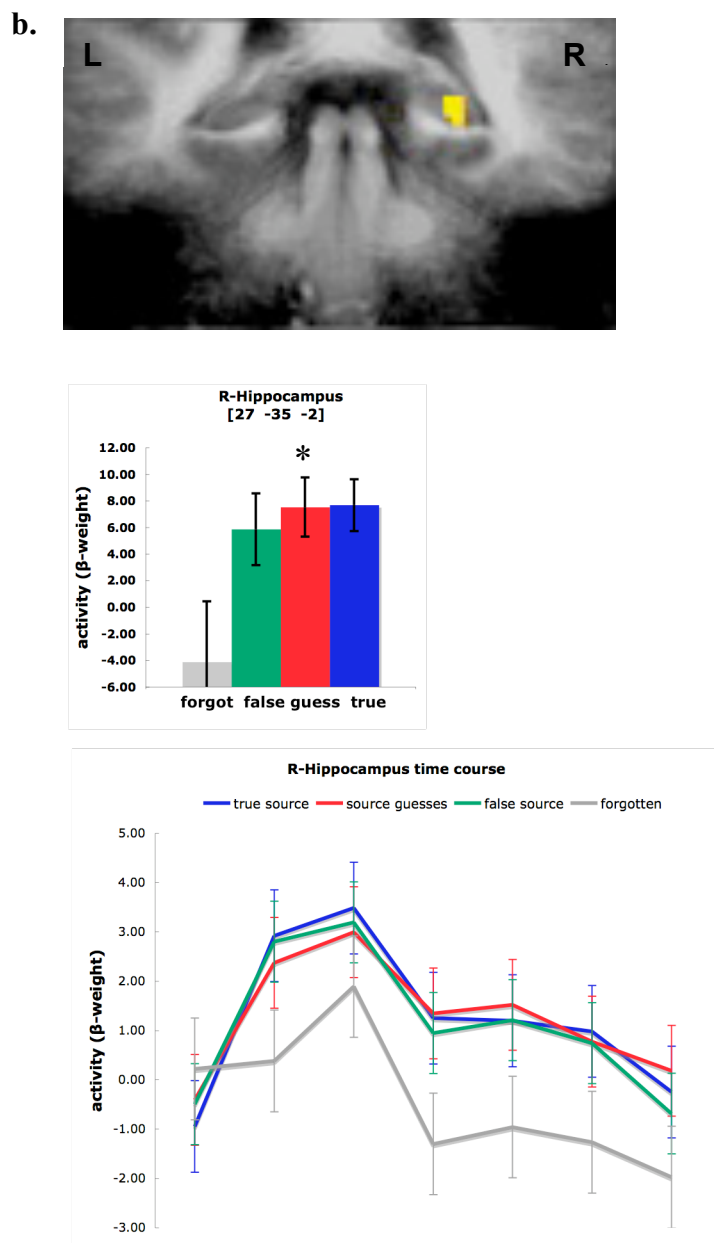 b.
L R
R-Hippocampus
[27 -35 -2]
*
12.00
10.00
8.00
6.00
4.00
2.00
0.00
-2.00
-4.00
-6.00
activity (β-weight)
forgot false guess true
R-Hippocampus time course
true source source guesses false source forgotten
5.00
4.00
3.00
2.00
1.00
0.00
-1.00
-2.00
-3.00
activity (β-weight)